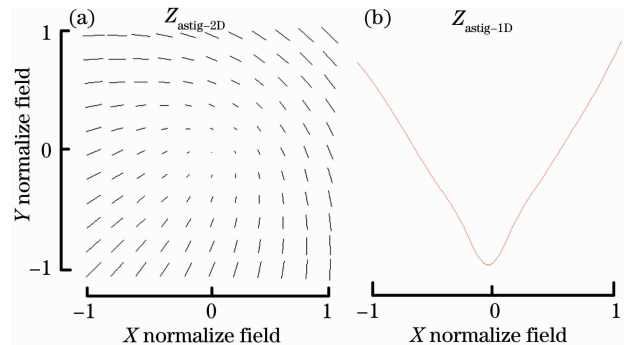 (a)
Z_astig-2D
(b)
Z_astig-1D
1
0
-1
Y normalize field
-1
0
1
X normalize field
-1
0
1
X normalize field